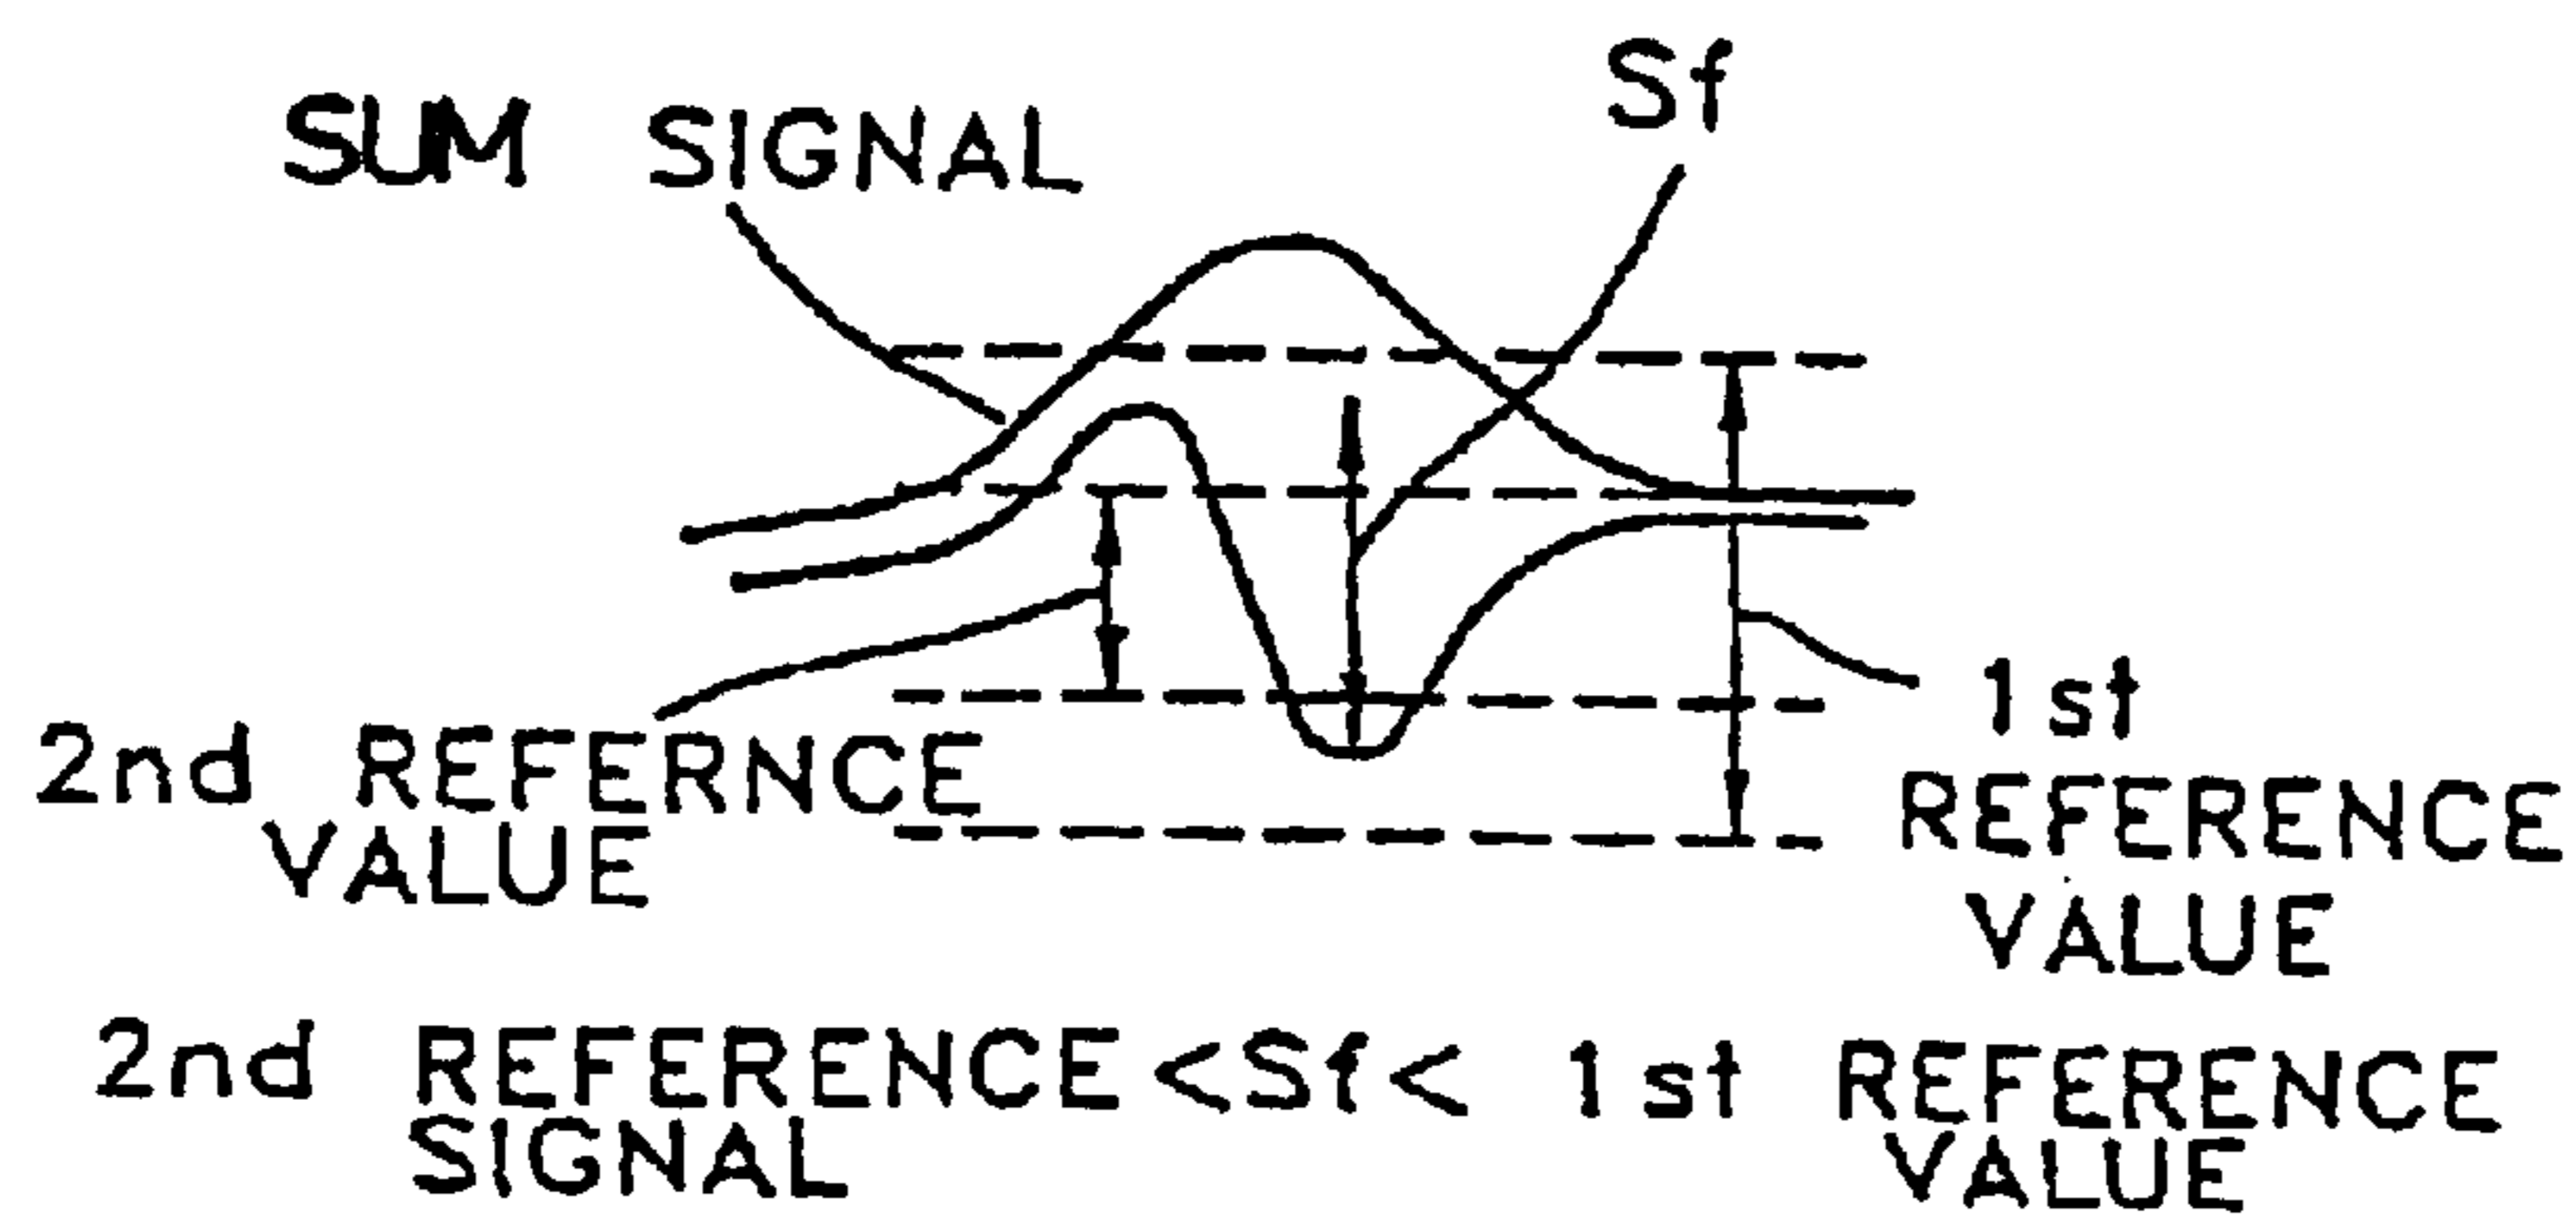 Sf
SUM SIGNAL
1st
REFERENCE
VALUE
2nd REFERNCE
VALUE
2nd REFERENCE<Sf< 1st REFERENCE
SIGNAL VALUE